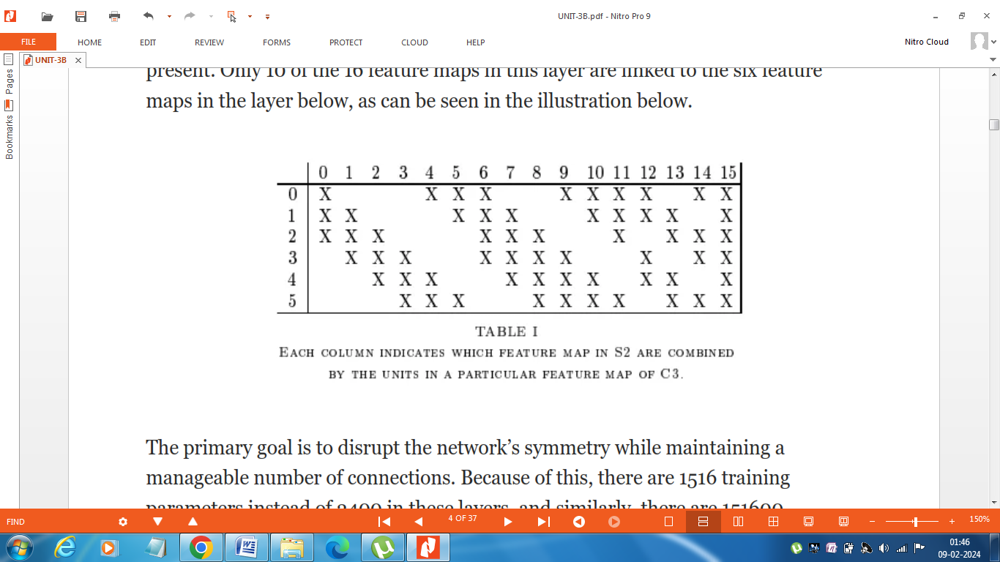 UNIT-3B.pdf - Nitro Pro 9
FILE HOME EDIT REVIEW FORMS PROTECT CLOUD HELP Nitro Cloud
UNIT-3B
Pages
Bookmarks
present. Only 10 of the 16 feature maps in this layer are linked to the six feature
maps in the layer below, as can be seen in the illustration below.
0 1 2 3 4 5 6 7 8 9 10 11 12 13 14 15
0 X X X X X X X X X X
1 X X X X X X X X X X
2 X X X X X X X X X X
3 X X X X X X X X X X
4 X X X X X X X X X X
5 X X X X X X X X X X
TABLE I
EACH COLUMN INDICATES WHICH FEATURE MAP IN S2 ARE COMBINED
BY THE UNITS IN A PARTICULAR FEATURE MAP OF C3.
The primary goal is to disrupt the network's symmetry while maintaining a
manageable number of connections. Because of this, there are 1516 training
parameters instead of 2400 in these layers, and similarly, there are 151600
FIND 4 OF 37 150%
01:46
09-02-2024